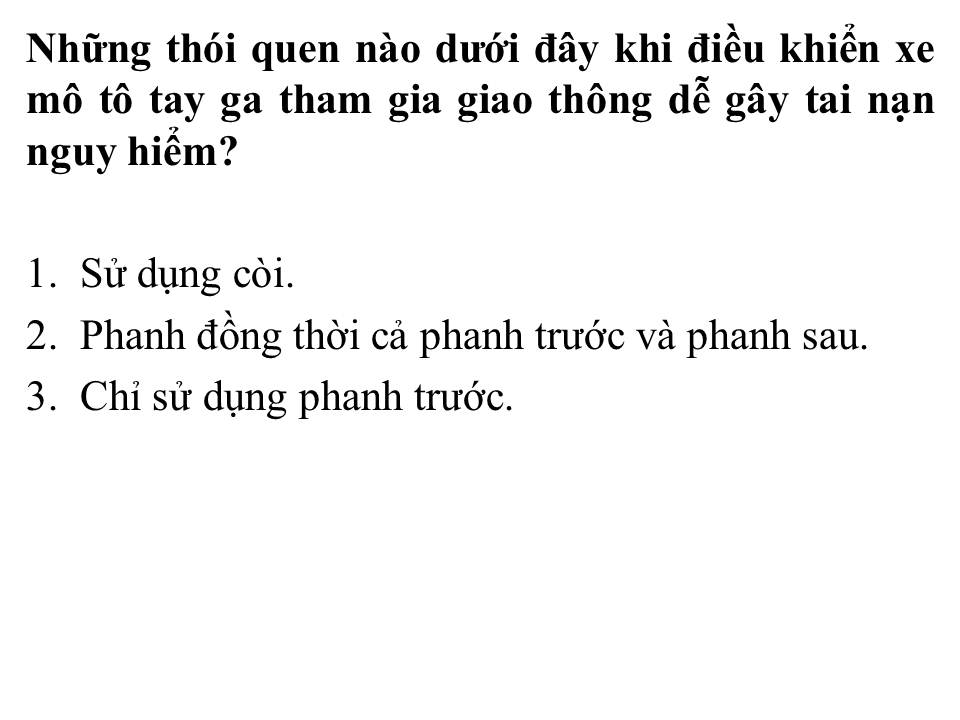 Những thói quen nào dưới đây khi điều khiển xe
mô tô tay ga tham gia giao thông dễ gây tai nạn
nguy hiểm?
1. Sử dụng còi.
2. Phanh đồng thời cả phanh trước và phanh sau.
3. Chỉ sử dụng phanh trước.